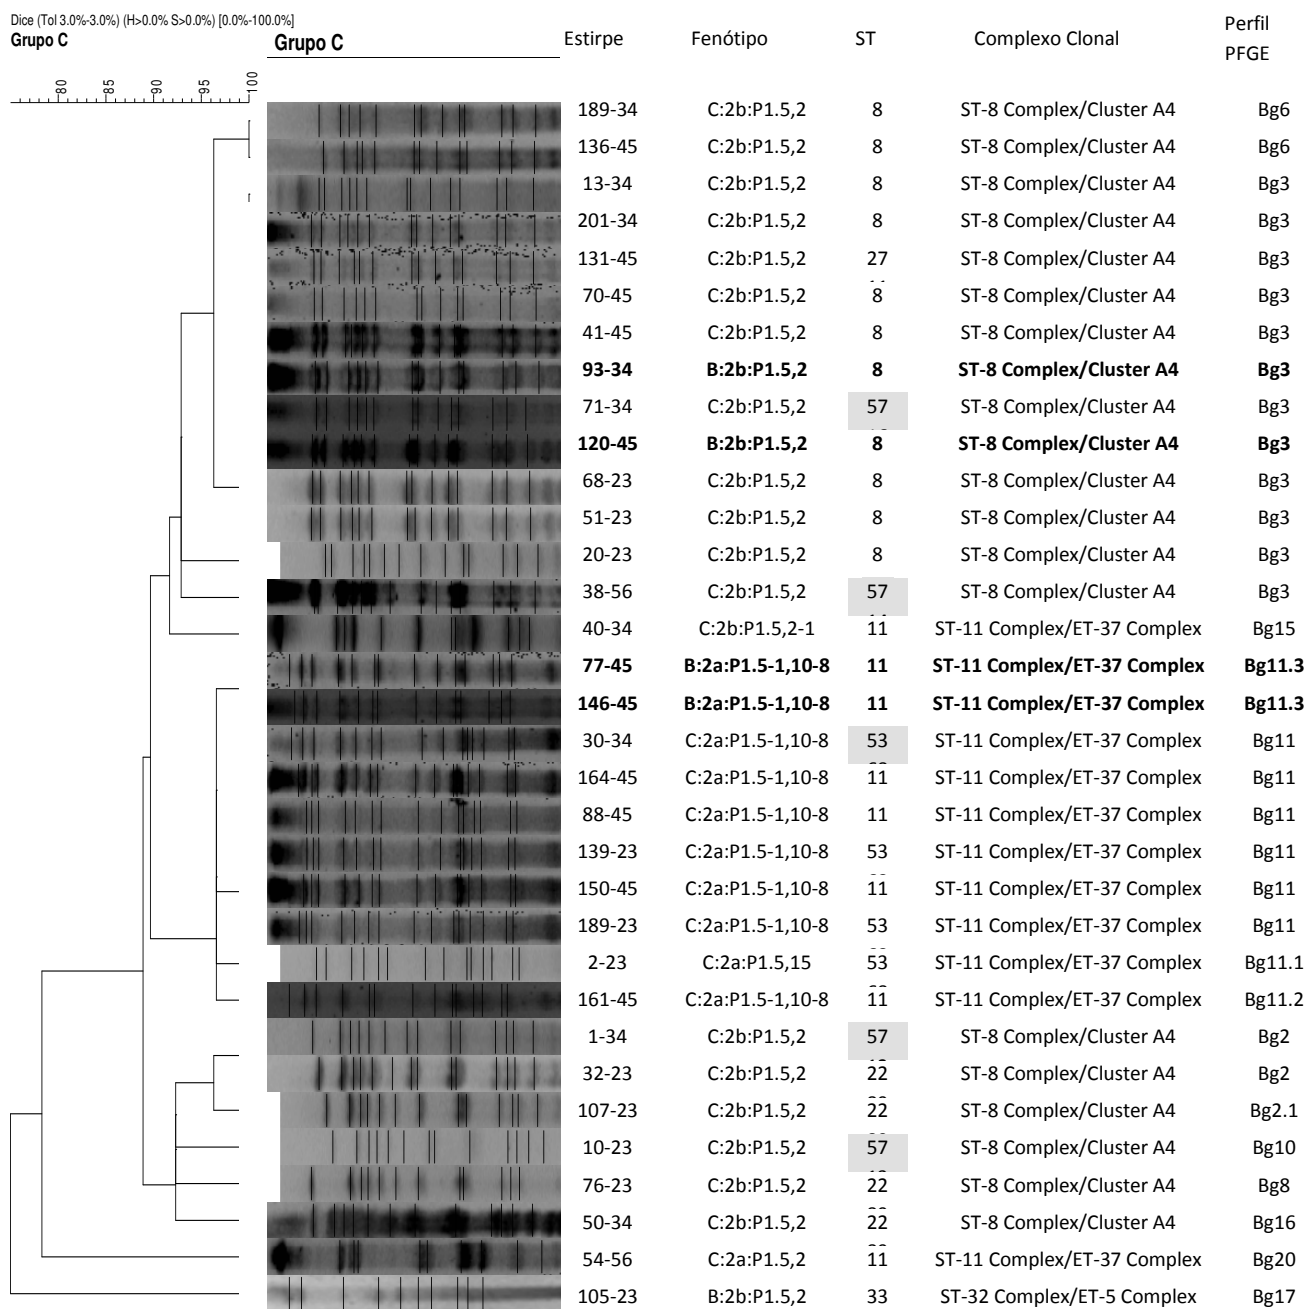 Dice (Tol 3.0%-3.0%) (H>0.0% S>0.0%) [0.0%-100.0%]
Grupo C
Grupo C
Estirpe Fenótipo ST Complexo Clonal Perfil PFGE
80 85 90 95 100
189-34 C:2b:P1.5,2 8 ST-8 Complex/Cluster A4 Bg6
136-45 C:2b:P1.5,2 8 ST-8 Complex/Cluster A4 Bg6
13-34 C:2b:P1.5,2 8 ST-8 Complex/Cluster A4 Bg3
201-34 C:2b:P1.5,2 8 ST-8 Complex/Cluster A4 Bg3
131-45 C:2b:P1.5,2 27 ST-8 Complex/Cluster A4 Bg3
70-45 C:2b:P1.5,2 8 ST-8 Complex/Cluster A4 Bg3
41-45 C:2b:P1.5,2 8 ST-8 Complex/Cluster A4 Bg3
93-34 B:2b:P1.5,2 8 ST-8 Complex/Cluster A4 Bg3
71-34 C:2b:P1.5,2 57 ST-8 Complex/Cluster A4 Bg3
120-45 B:2b:P1.5,2 8 ST-8 Complex/Cluster A4 Bg3
68-23 C:2b:P1.5,2 8 ST-8 Complex/Cluster A4 Bg3
51-23 C:2b:P1.5,2 8 ST-8 Complex/Cluster A4 Bg3
20-23 C:2b:P1.5,2 8 ST-8 Complex/Cluster A4 Bg3
38-56 C:2b:P1.5,2 57 ST-8 Complex/Cluster A4 Bg3
40-34 C:2b:P1.5,2-1 11 ST-11 Complex/ET-37 Complex Bg15
77-45 B:2a:P1.5-1,10-8 11 ST-11 Complex/ET-37 Complex Bg11.3
146-45 B:2a:P1.5-1,10-8 11 ST-11 Complex/ET-37 Complex Bg11.3
30-34 C:2a:P1.5-1,10-8 53 ST-11 Complex/ET-37 Complex Bg11
164-45 C:2a:P1.5-1,10-8 11 ST-11 Complex/ET-37 Complex Bg11
88-45 C:2a:P1.5-1,10-8 11 ST-11 Complex/ET-37 Complex Bg11
139-23 C:2a:P1.5-1,10-8 53 ST-11 Complex/ET-37 Complex Bg11
150-45 C:2a:P1.5-1,10-8 11 ST-11 Complex/ET-37 Complex Bg11
189-23 C:2a:P1.5-1,10-8 53 ST-11 Complex/ET-37 Complex Bg11
2-23 C:2a:P1.5,15 53 ST-11 Complex/ET-37 Complex Bg11.1
161-45 C:2a:P1.5-1,10-8 11 ST-11 Complex/ET-37 Complex Bg11.2
1-34 C:2b:P1.5,2 57 ST-8 Complex/Cluster A4 Bg2
32-23 C:2b:P1.5,2 22 ST-8 Complex/Cluster A4 Bg2
107-23 C:2b:P1.5,2 22 ST-8 Complex/Cluster A4 Bg2.1
10-23 C:2b:P1.5,2 57 ST-8 Complex/Cluster A4 Bg10
76-23 C:2b:P1.5,2 22 ST-8 Complex/Cluster A4 Bg8
50-34 C:2b:P1.5,2 22 ST-8 Complex/Cluster A4 Bg16
54-56 C:2a:P1.5,2 11 ST-11 Complex/ET-37 Complex Bg20
105-23 B:2b:P1.5,2 33 ST-32 Complex/ET-5 Complex Bg17